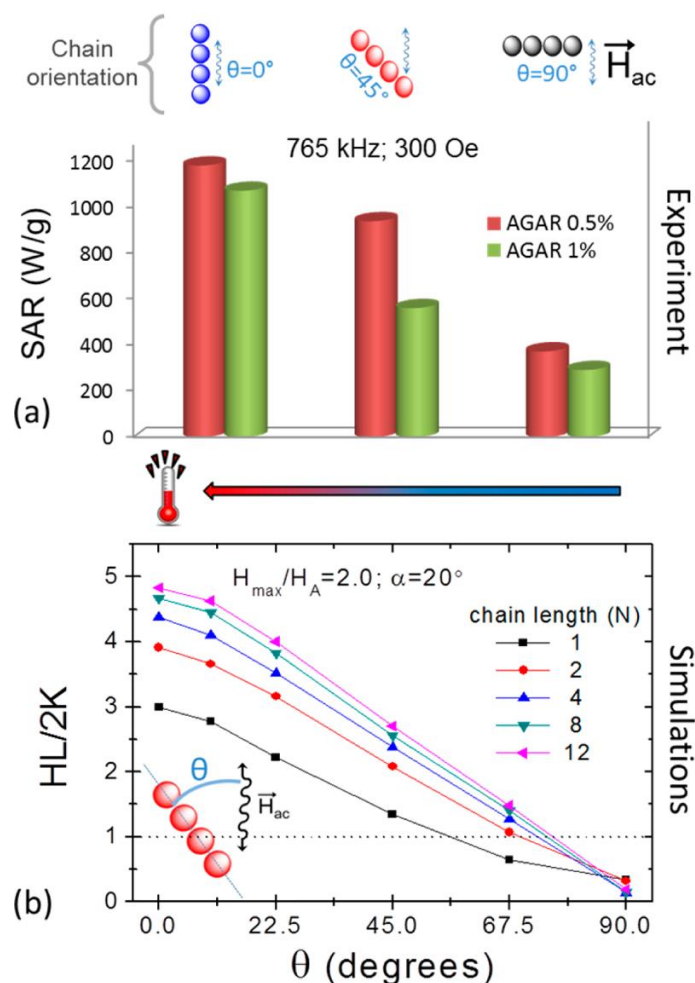 Chain
orientation
θ=0°
θ=45°
θ=90°
H
ac
765 kHz; 300 Oe
1200
1000
800
600
400
200
0
SAR (W/g)
AGAR 0.5%
AGAR 1%
Experiment
(a)
H_max/H_A=2.0; α=20°
chain length (N)
1
2
4
8
12
5
4
3
2
1
0
HL/2K
θ
H_ac
Simulations
(b)
0.0 22.5 45.0 67.5 90.0
θ (degrees)